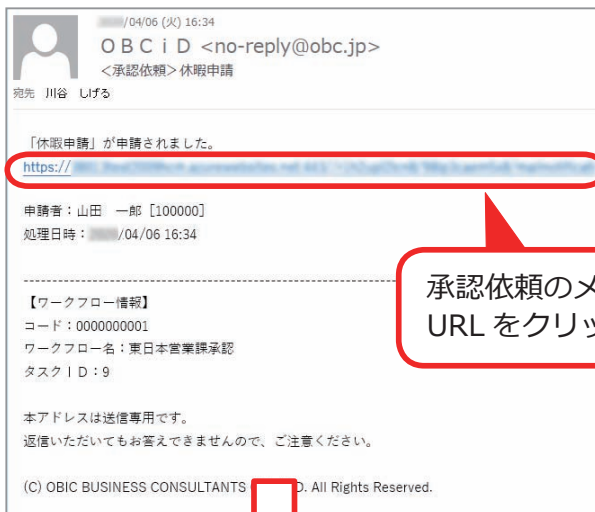 /04/06 (火) 16:34
ＯＢＣｉＤ <no-reply@obc.jp>
＜承認依頼＞休暇申請
宛先 川谷 しげる
「休暇申請」が申請されました。
https://
申請者：山田　一郎［100000］
処理日時： /04/06 16:34
承認依頼のメ
URL をクリッ
【ワークフロー情報】
コード：0000000001
ワークフロー名：東日本営業課承認
タスクＩＤ：9
本アドレスは送信専用です。
返信いただいてもお答えできませんので、ご注意ください。
(C) OBIC BUSINESS CONSULTANTS D. All Rights Reserved.